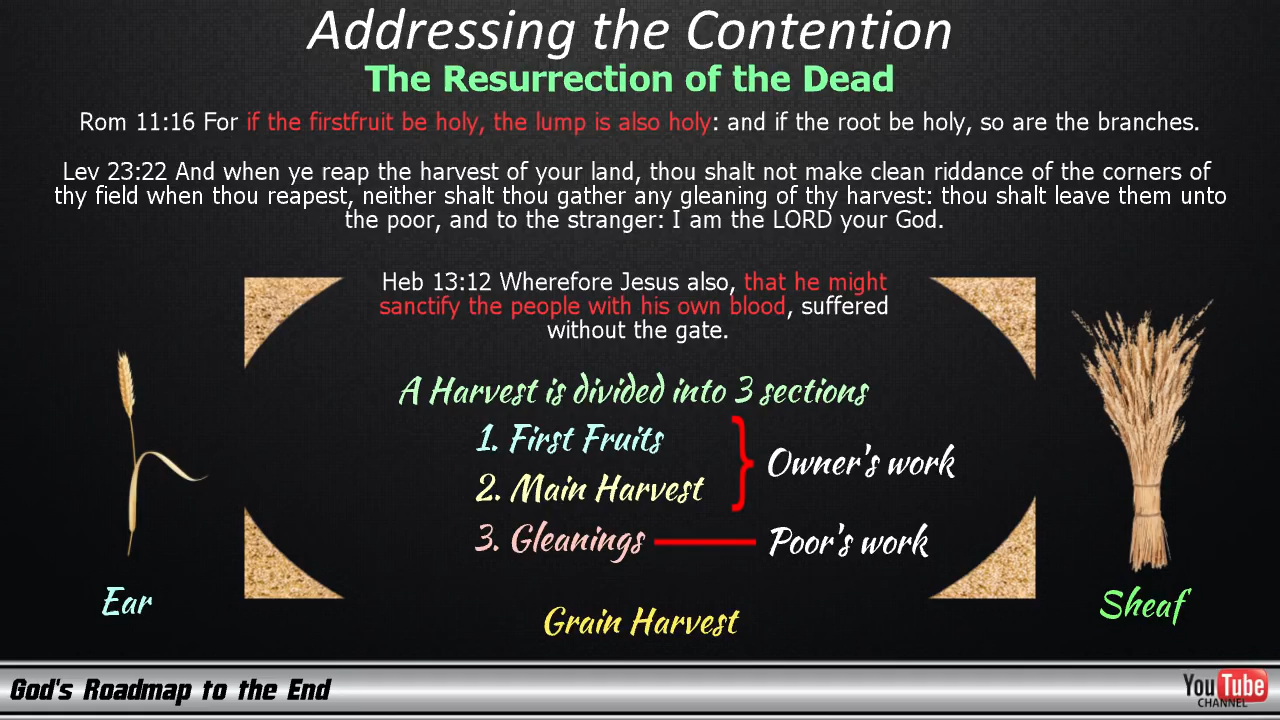 Addressing the Contention
The Resurrection of the Dead
Rom 11:16 For if the firstfruit be holy, the lump is also holy: and if the root be holy, so are the branches.
Lev 23:22 And when ye reap the harvest of your land, thou shalt not make clean riddance of the corners of
thy field when thou reapest, neither shalt thou gather any gleaning of thy harvest: thou shalt leave them unto
the poor, and to the stranger: I am the LORD your God.
Heb 13:12 Wherefore Jesus also, that he might
sanctify the people with his own blood, suffered
without the gate.
A Harvest is divided into 3 sections
1. First Fruits
2. Main Harvest
Owner's work
3. Gleanings
Poor's work
Ear
Sheaf
Grain Harvest
God's Roadmap to the End
YouTube
CHANNEL